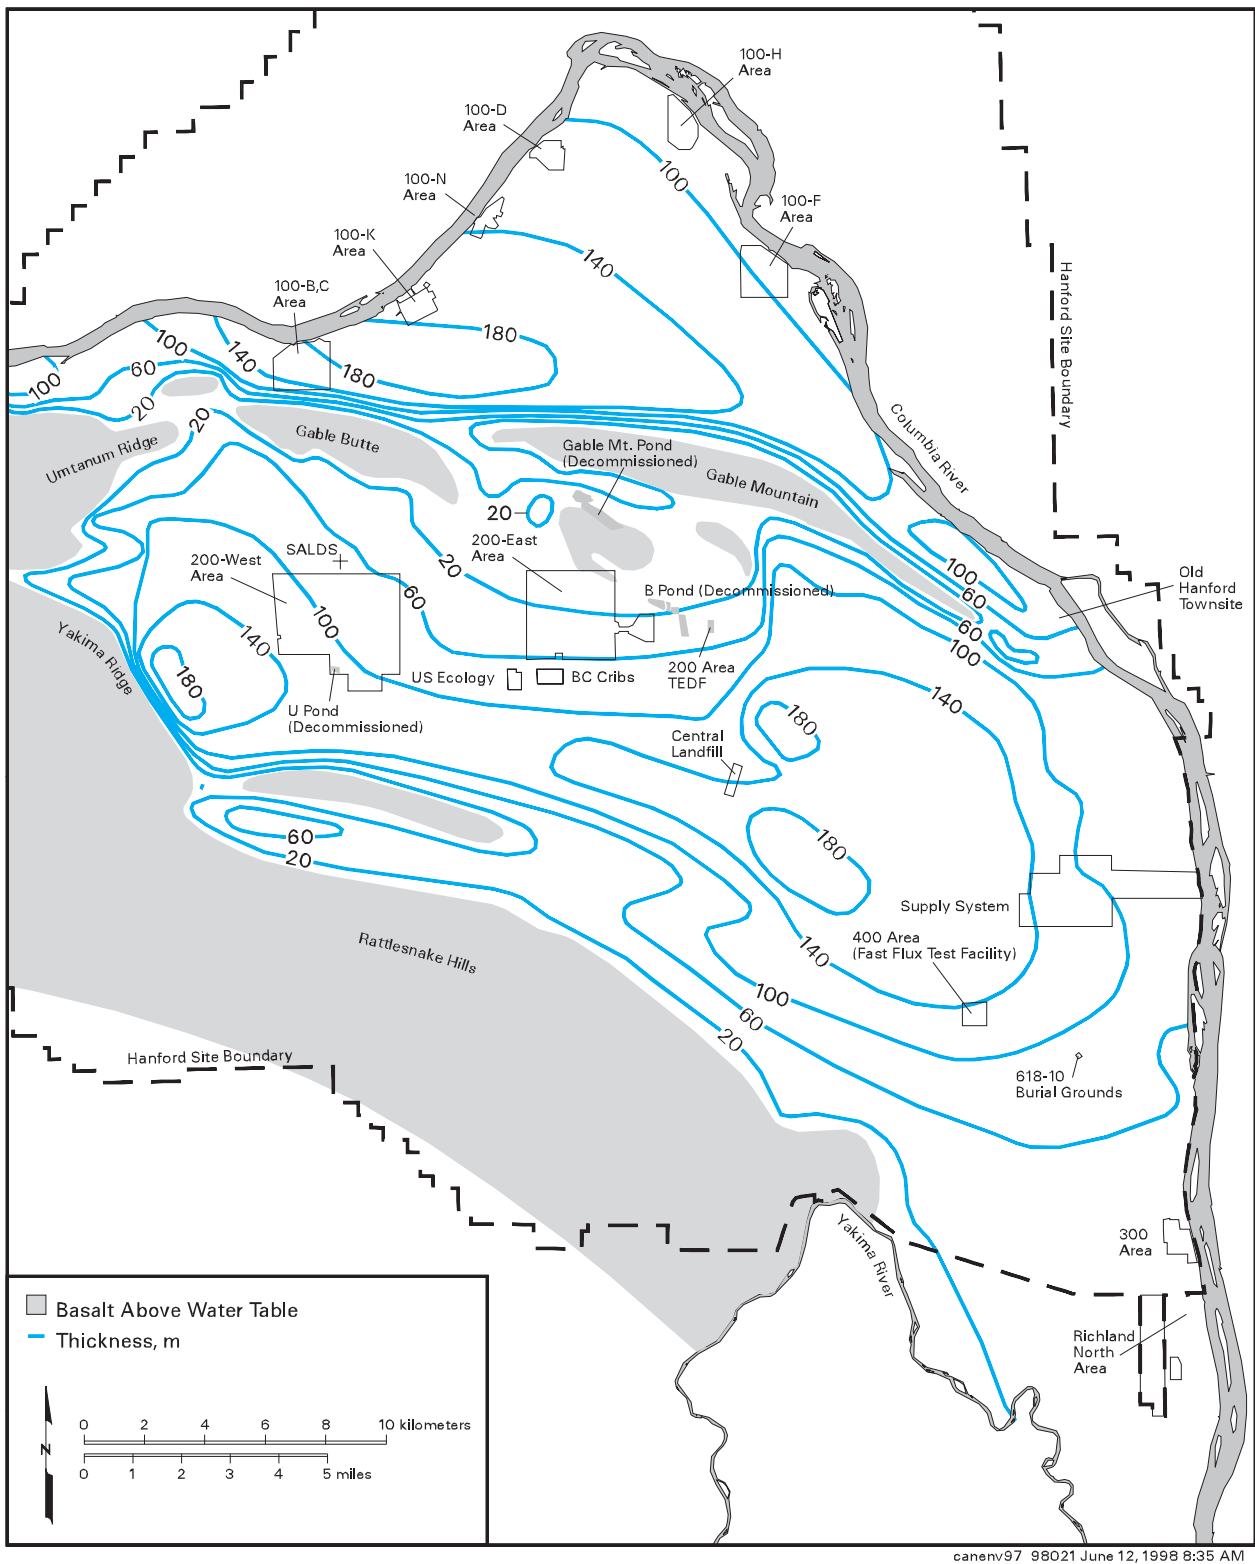 100-H
Area
100-D
Area
100
100-N
Area
100-F
Area
100-K
Area
140
Hanford Site Boundary
100-B,C
Area
180
100
140
60
180
100
20
20
Columbia River
Umtanum Ridge
Gable Butte
Gable Mt. Pond
(Decommissioned)
Gable Mountain
20
200-East
Area
SALDS
200-West
Area
20
60
100
60
B Pond (Decommissioned)
Old
Hanford
Townsite
100
140
60
100
Yakima Ridge
180
US Ecology
BC Cribs
200 Area
TEDF
140
U Pond
(Decommissioned)
180
Central
Landfill
60
20
180
Supply System
Rattlesnake Hills
400 Area
(Fast Flux Test Facility)
140
100
60
20
Hanford Site Boundary
618-10
Burial Grounds
Yakima River
300
Area
Richland
North
Area
Basalt Above Water Table
Thickness, m
N
0 2 4 6 8 10 kilometers
0 1 2 3 4 5 miles
canenv97 98021 June 12, 1998 8:35 AM